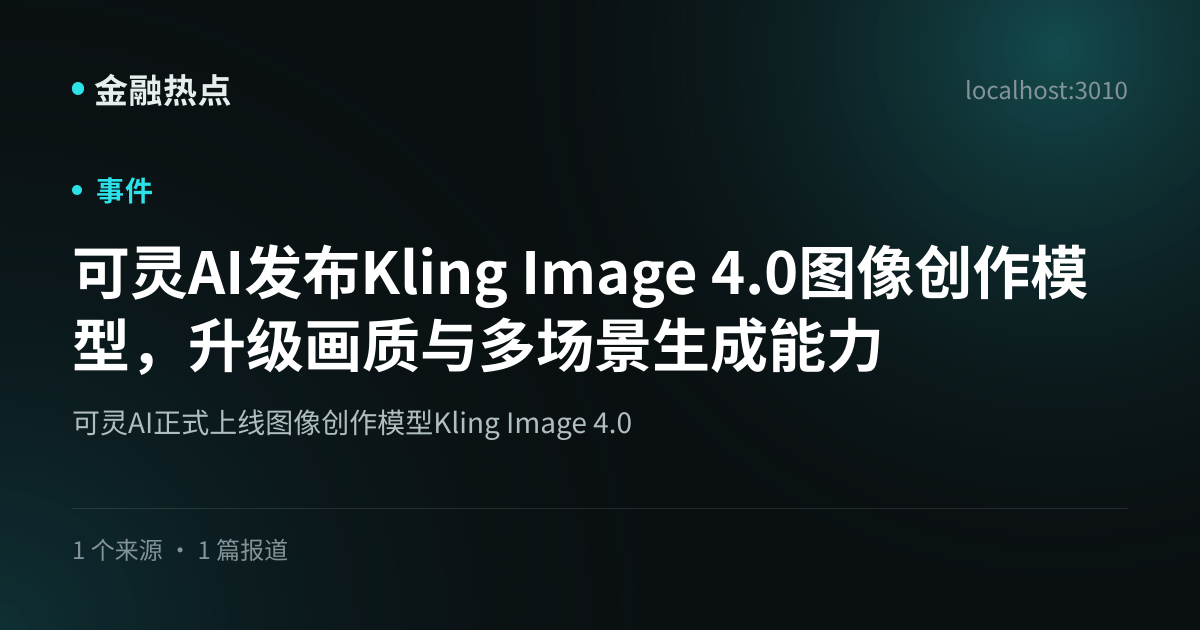 金融热点
localhost:3010
事件
可灵AI发布Kling Image 4.0图像创作模
型，升级画质与多场景生成能力
可灵AI正式上线图像创作模型Kling Image 4.0
1 个来源 · 1 篇报道